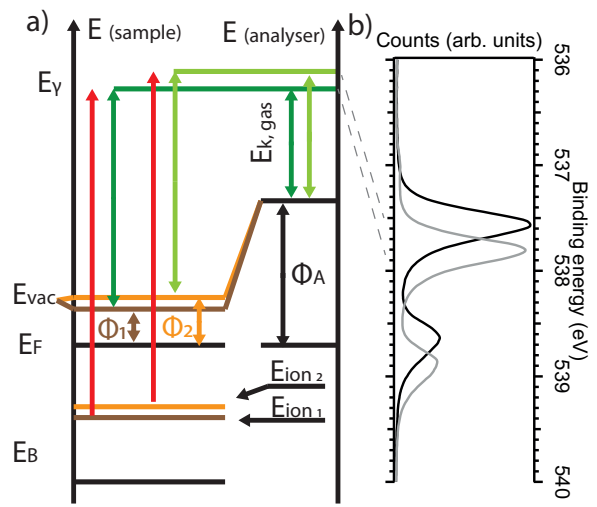 a)
E (sample)
E (analyser)
b)
Counts (arb. units)
Eγ
Ek, gas
Evac
Φ1
Φ2
ΦA
EF
Eion 2
Eion 1
EB
536
537
538
539
540
Binding energy (eV)